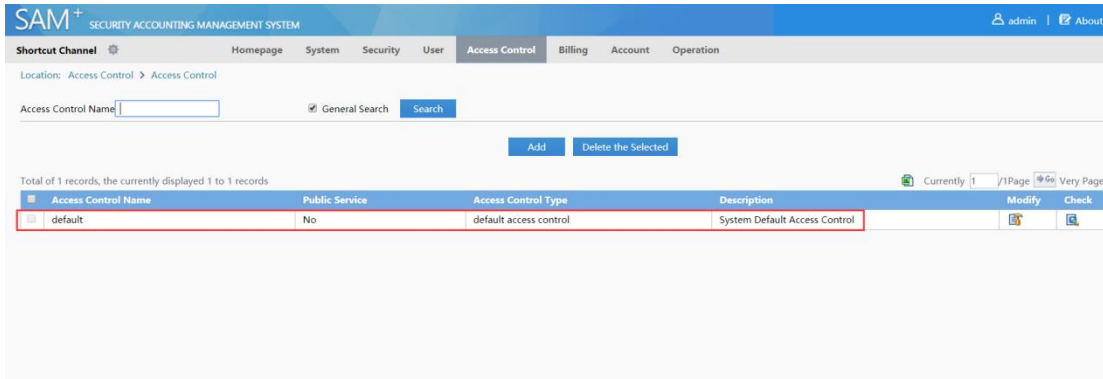 SAM+ SECURITY ACCOUNTING MANAGEMENT SYSTEM admin | About
Shortcut Channel Homepage System Security User Access Control Billing Account Operation
Location: Access Control > Access Control
Access Control Name General Search Search
Add Delete the Selected
Total of 1 records, the currently displayed 1 to 1 records Currently 1 /1Page Go Very Page
Access Control Name Public Service Access Control Type Description Modify Check
default No default access control System Default Access Control